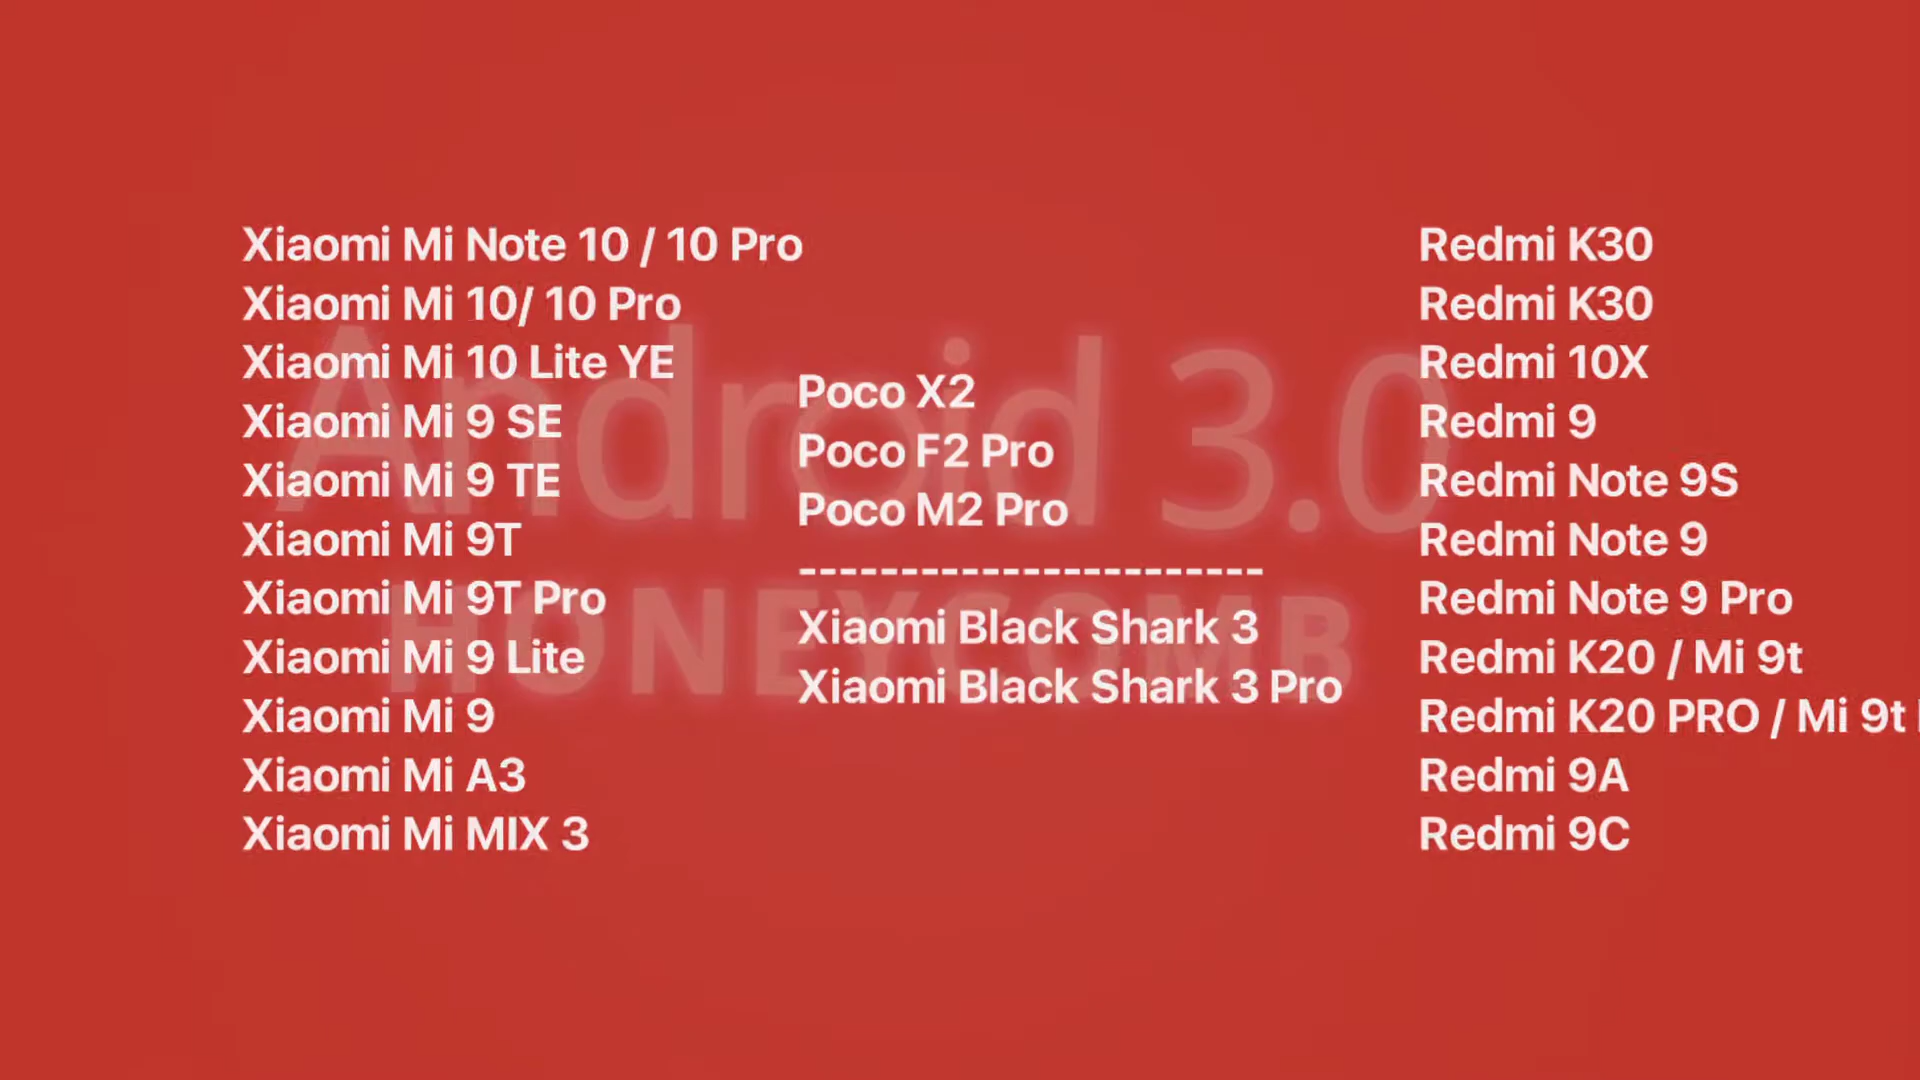 Xiaomi Mi Note 10 / 10 Pro
Xiaomi Mi 10/ 10 Pro
Xiaomi Mi 10 Lite YE
Xiaomi Mi 9 SE
Xiaomi Mi 9 TE
Xiaomi Mi 9T
Xiaomi Mi 9T Pro
Xiaomi Mi 9 Lite
Xiaomi Mi 9
Xiaomi Mi A3
Xiaomi Mi MIX 3
Poco X2
Poco F2 Pro
Poco M2 Pro
-----------------------
Xiaomi Black Shark 3
Xiaomi Black Shark 3 Pro
Redmi K30
Redmi K30
Redmi 10X
Redmi 9
Redmi Note 9S
Redmi Note 9
Redmi Note 9 Pro
Redmi K20 / Mi 9t
Redmi K20 PRO / Mi 9t
Redmi 9A
Redmi 9C
Android 3.0
HONEYCOMB